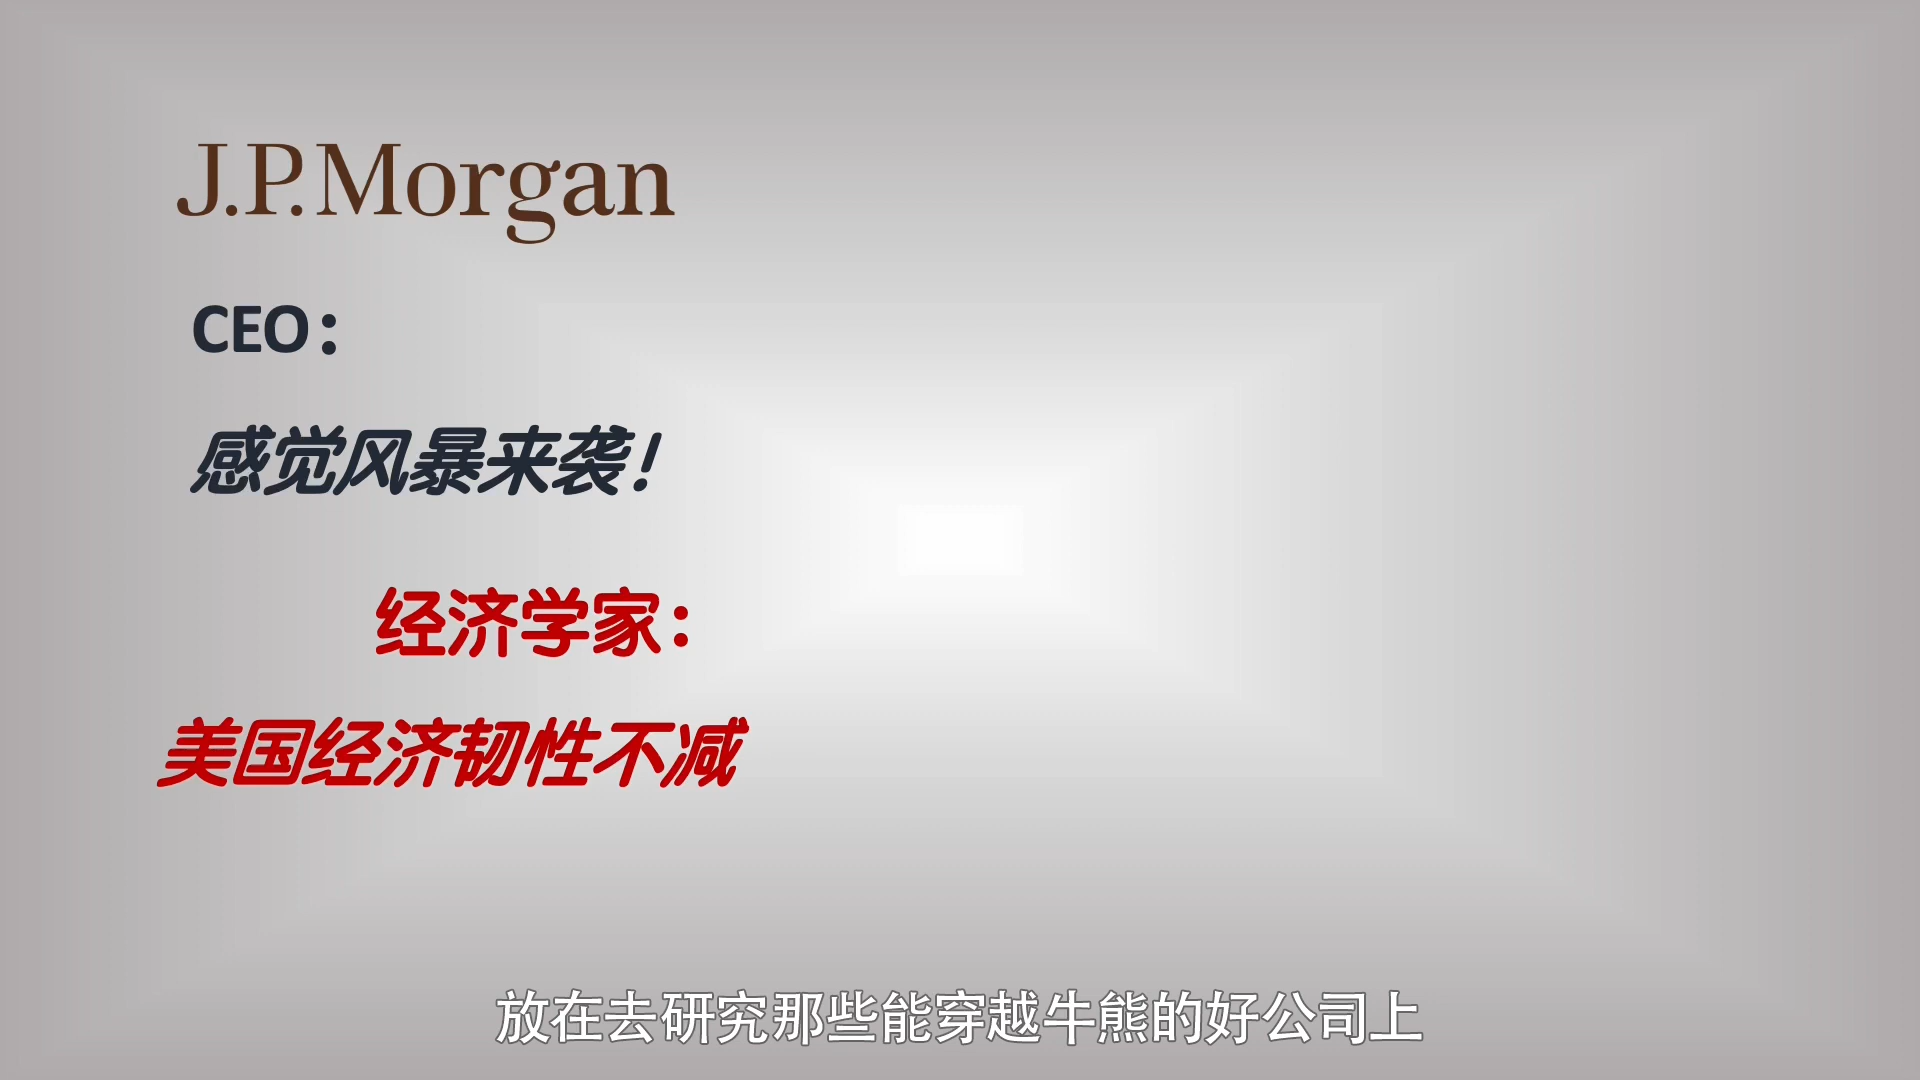 J.P.Morgan
CEO：
感觉风暴来袭！
经济学家：
美国经济韧性不减
放在去研究那些能穿越牛熊的好公司上